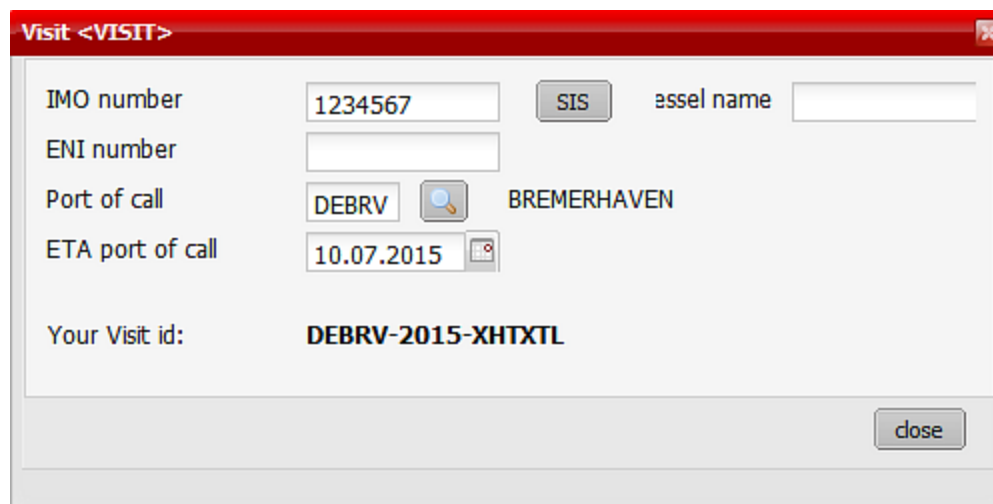 Visit <VISIT>
IMO number 1234567 SIS essel name
ENI number
Port of call DEBRV BREMERHAVEN
ETA port of call 10.07.2015
Your Visit id: DEBRV-2015-XHTXTL
close